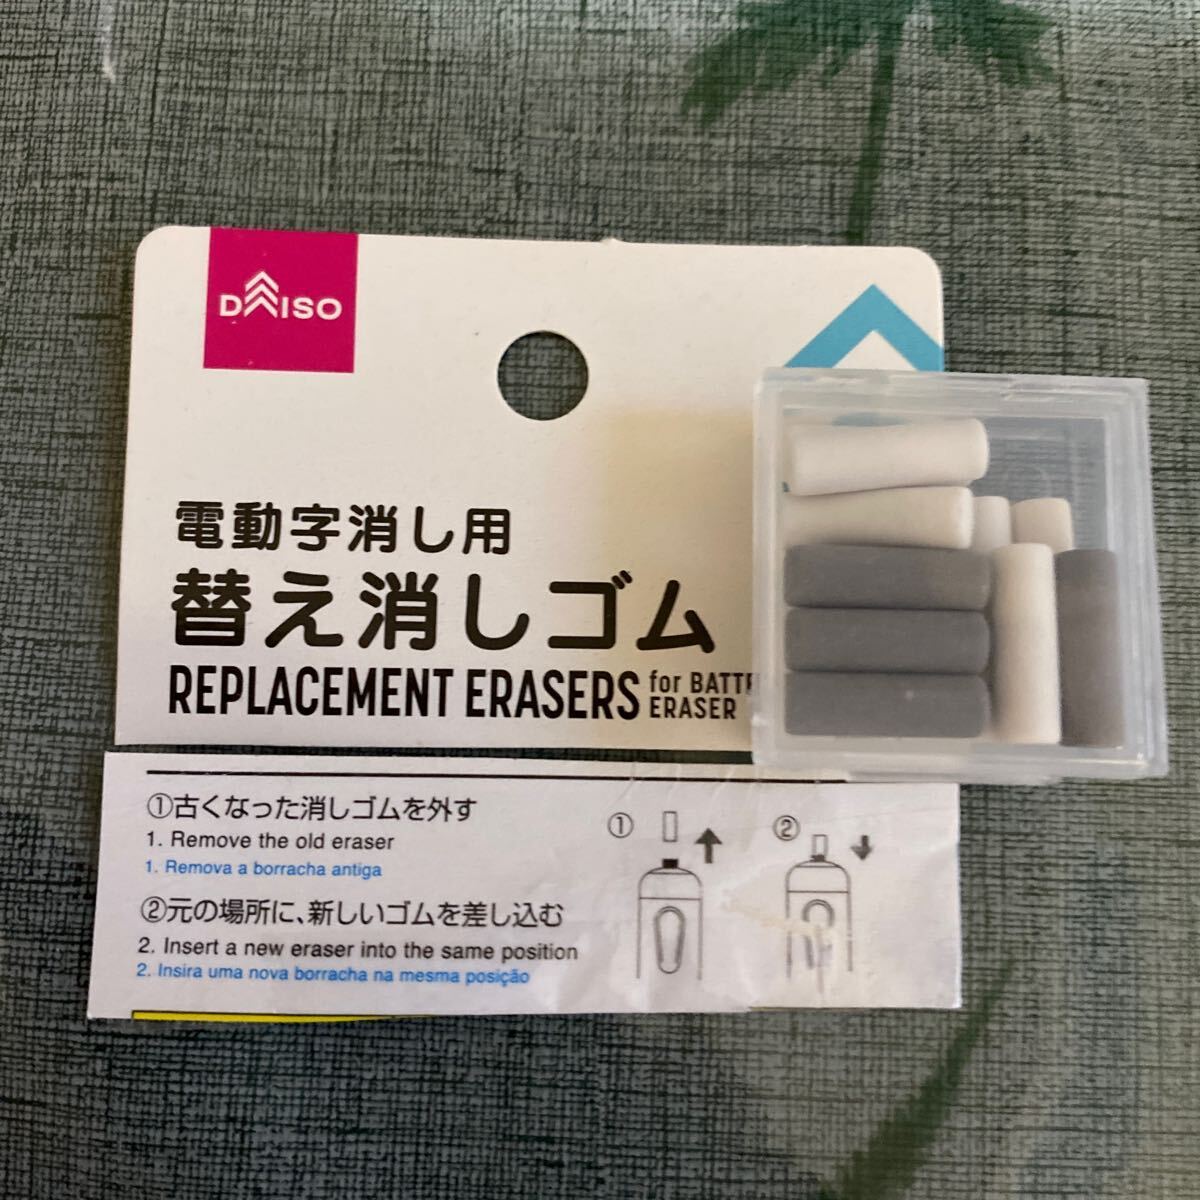 DAISO
電動字消し用
替え消しゴム
REPLACEMENT ERASERS for
ERASER
①古くなった消しゴムを外す
1. Remove the old eraser
1. Remova a borracha antiga
②元の場所に、新しいゴムを差し込む
2. Insert a new eraser into the same position
2. Insira uma nova borracha na mesma posição
① ②